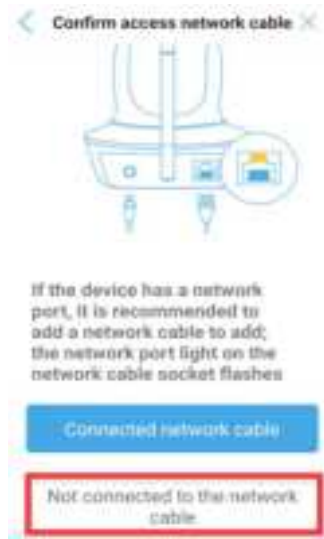 Confirm access network cable
If the device has a network
port, it is recommended to
add a network cable to add;
the network port light on the
network cable socket flashes
Connected network cable
Not connected to the network
cable